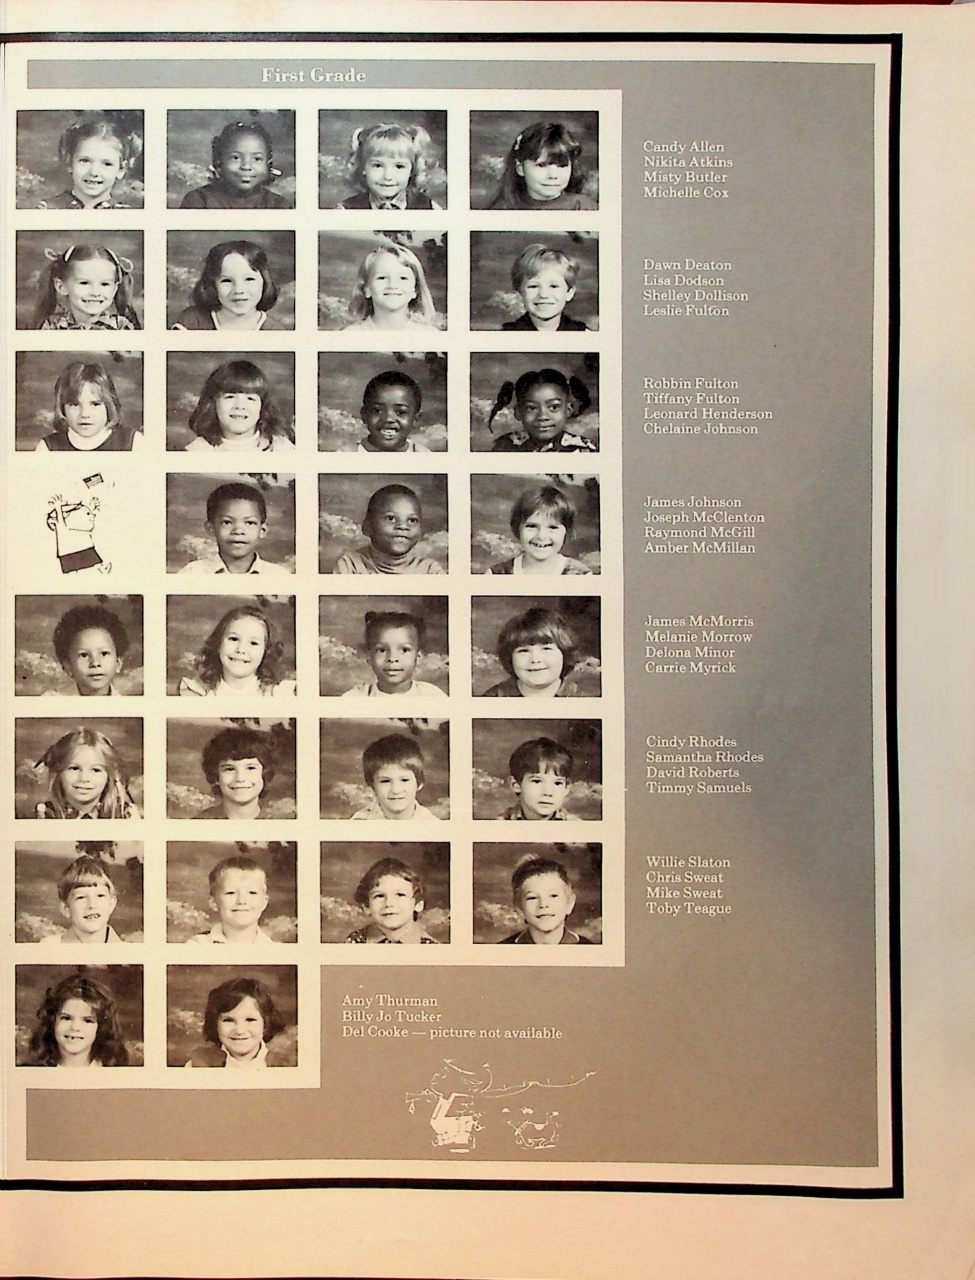 First Grade
Candy Allen
Nikita Atkins
Misty Butler
Michelle Cox
Dawn Deaton
Lisa Dodson
Shelley Dollison
Leslie Fulton
Robbin Fulton
Tiffany Fulton
Leonard Henderson
Chelaine Johnson
James Johnson
Joseph McClenton
Raymond McGill
Amber McMillan
James McMorris
Melanie Morrow
Delona Minor
Carrie Myrick
Cindy Rhodes
Samantha Rhodes
David Roberts
Timmy Samuels
Willie Slaton
Chris Sweat
Mike Sweat
Toby Teague
Amy Thurman
Billy Jo Tucker
Del Cooke — picture not available